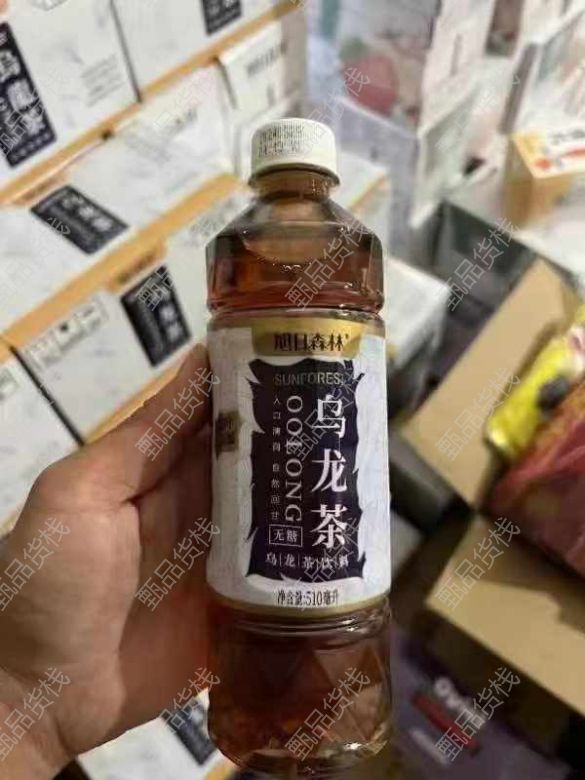 旭日森林
SUNFOREST
OOLONG
乌龙茶
入口清润 自然回甘
无糖
乌龙茶饮料
净含量:510毫升
甄品货栈